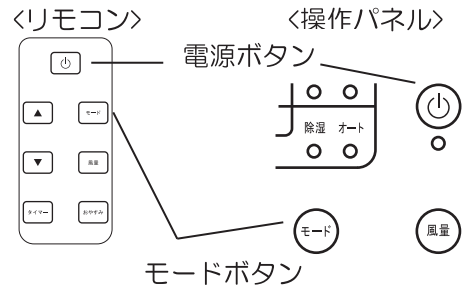 〈リモコン〉
〈操作パネル〉
電源ボタン
▲
モード
▼
風量
タイマー
おやすみ
除湿
オート
モード
風量
モードボタン